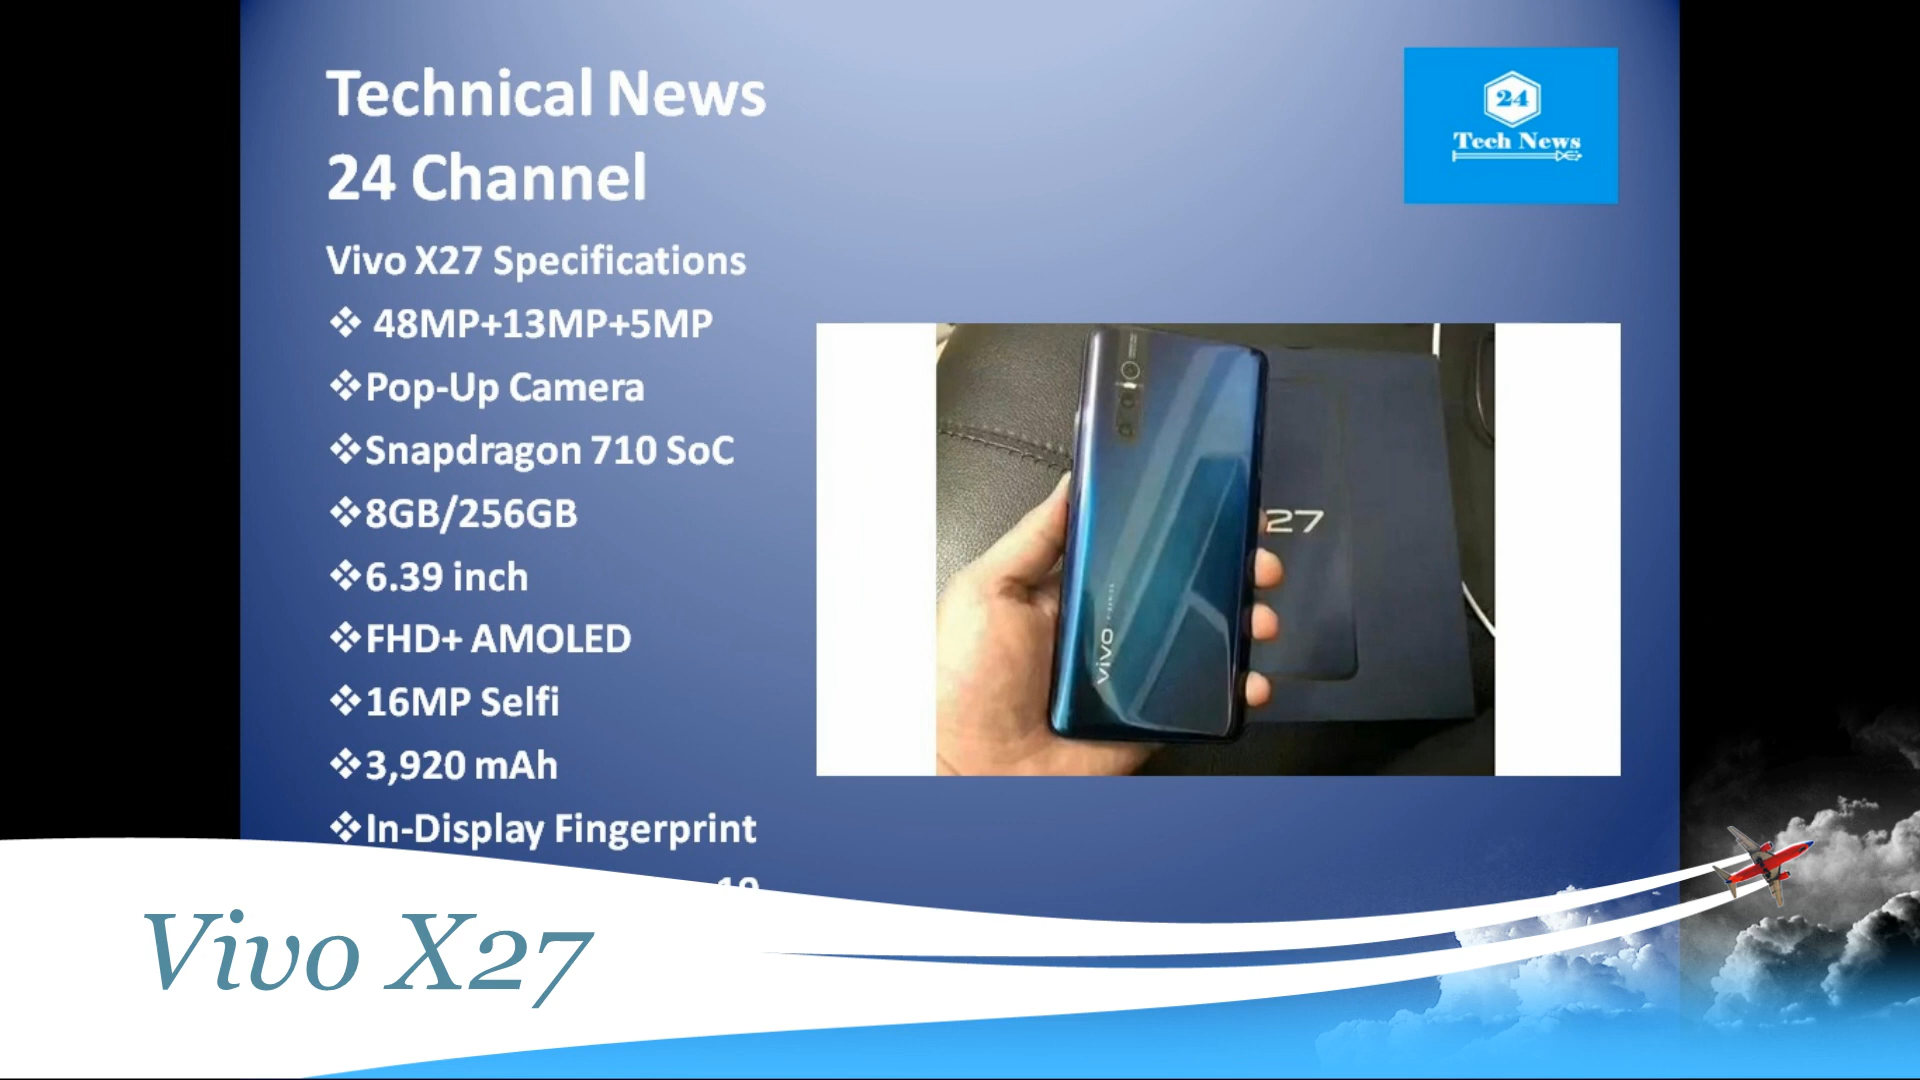 Technical News
24 Channel
24
Tech News
Vivo X27 Specifications
❖ 48MP+13MP+5MP
❖Pop-Up Camera
❖Snapdragon 710 SoC
❖8GB/256GB
❖6.39 inch
❖FHD+ AMOLED
❖16MP Selfi
❖3,920 mAh
❖In-Display Fingerprint
27
vivo
Vivo X27